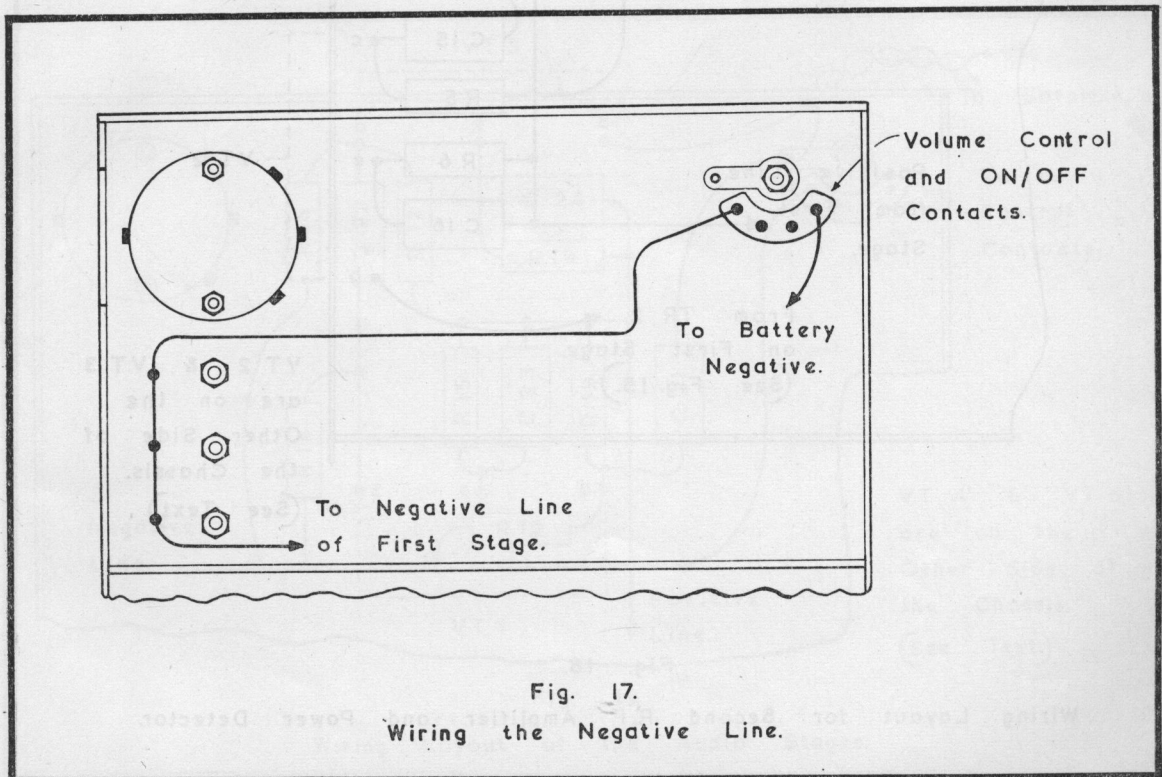 Volume Control
and ON/OFF
Contacts.
To Battery
Negative.
To Negative Line
of First Stage.
Fig. 17.
Wiring the Negative Line.